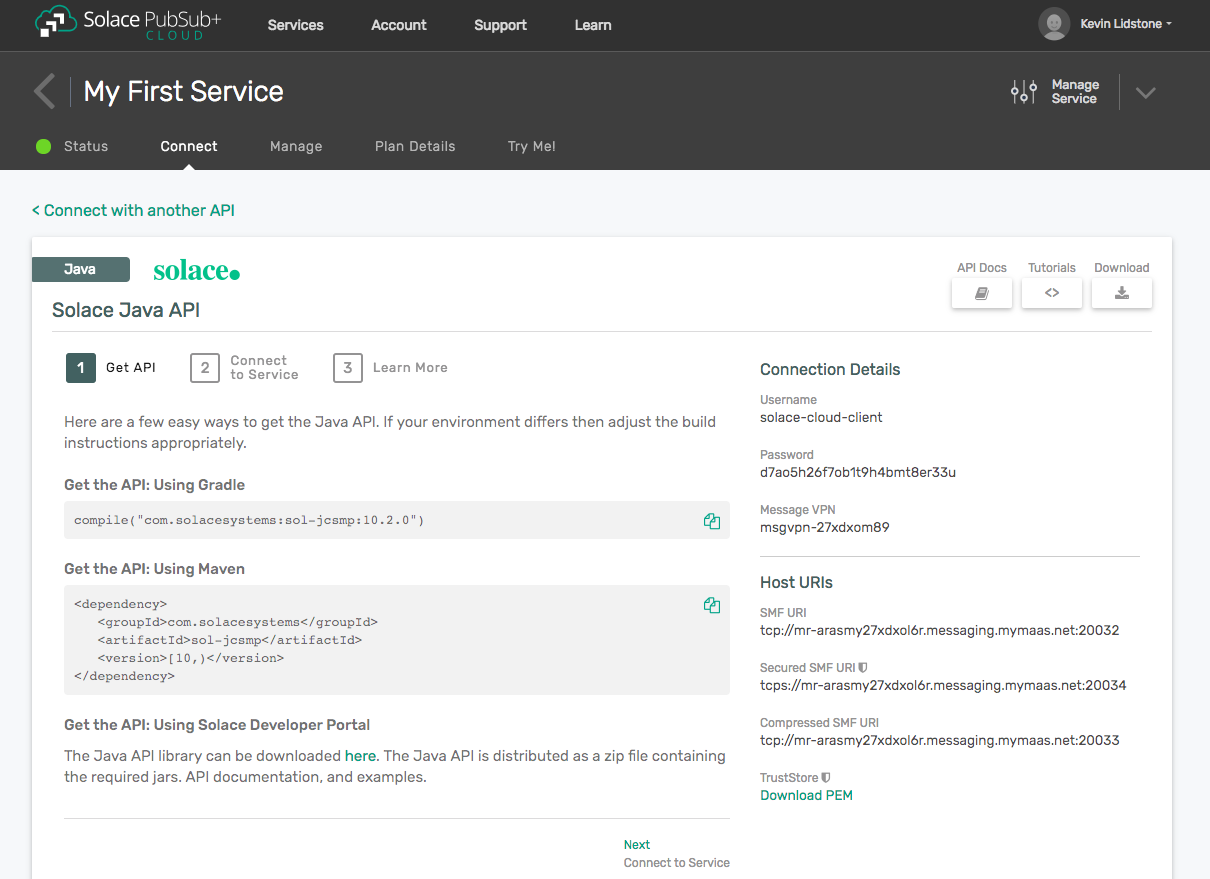 Solace PubSub+
CLOUD
Services
Account
Support
Learn
Kevin Lidstone
My First Service
Manage
Service
Status
Connect
Manage
Plan Details
Try Me!
< Connect with another API
Java
solace.
API Docs
Tutorials
Download
<>
Solace Java API
1
Get API
2
Connect
to Service
3
Learn More
Here are a few easy ways to get the Java API. If your environment differs then adjust the build
instructions appropriately.
Get the API: Using Gradle
compile("com.solacesystems:sol-jcsmp:10.2.0")
Get the API: Using Maven
<dependency>
<groupId>com.solacesystems</groupId>
<artifactId>sol-jcsmp</artifactId>
<version>[10,)</version>
</dependency>
Get the API: Using Solace Developer Portal
The Java API library can be downloaded here. The Java API is distributed as a zip file containing
the required jars. API documentation, and examples.
Next
Connect to Service
Connection Details
Username
solace-cloud-client
Password
d7ao5h26f7ob1t9h4bmt8er33u
Message VPN
msgvpn-27xdxom89
Host URIs
SMF URI
tcp://mr-arasmy27xdxol6r.messaging.mymaas.net:20032
Secured SMF URI
tcps://mr-arasmy27xdxol6r.messaging.mymaas.net:20034
Compressed SMF URI
tcp://mr-arasmy27xdxol6r.messaging.mymaas.net:20033
TrustStore
Download PEM